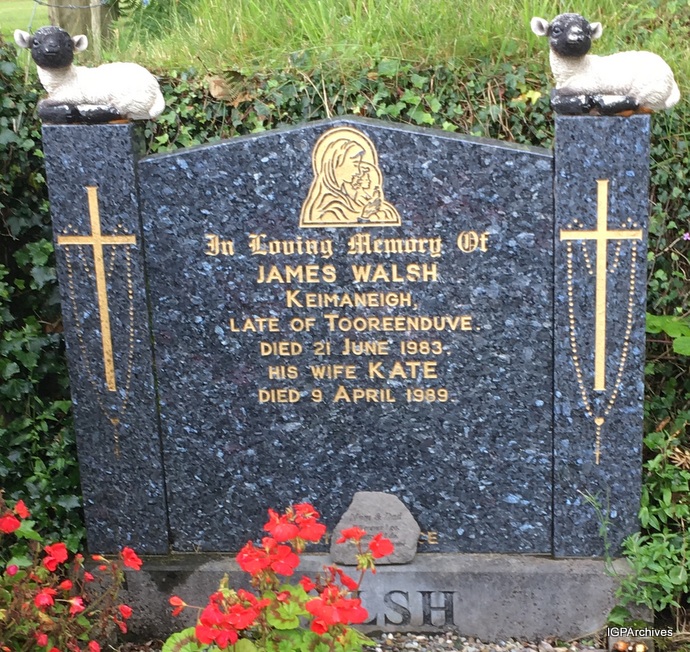 In Loving Memory Of
JAMES WALSH
KEIMANEIGH,
LATE OF TOOREENDUVE.
DIED 21 JUNE 1983.
HIS WIFE KATE
DIED 9 APRIL 1989.
LSH
IGPArchives